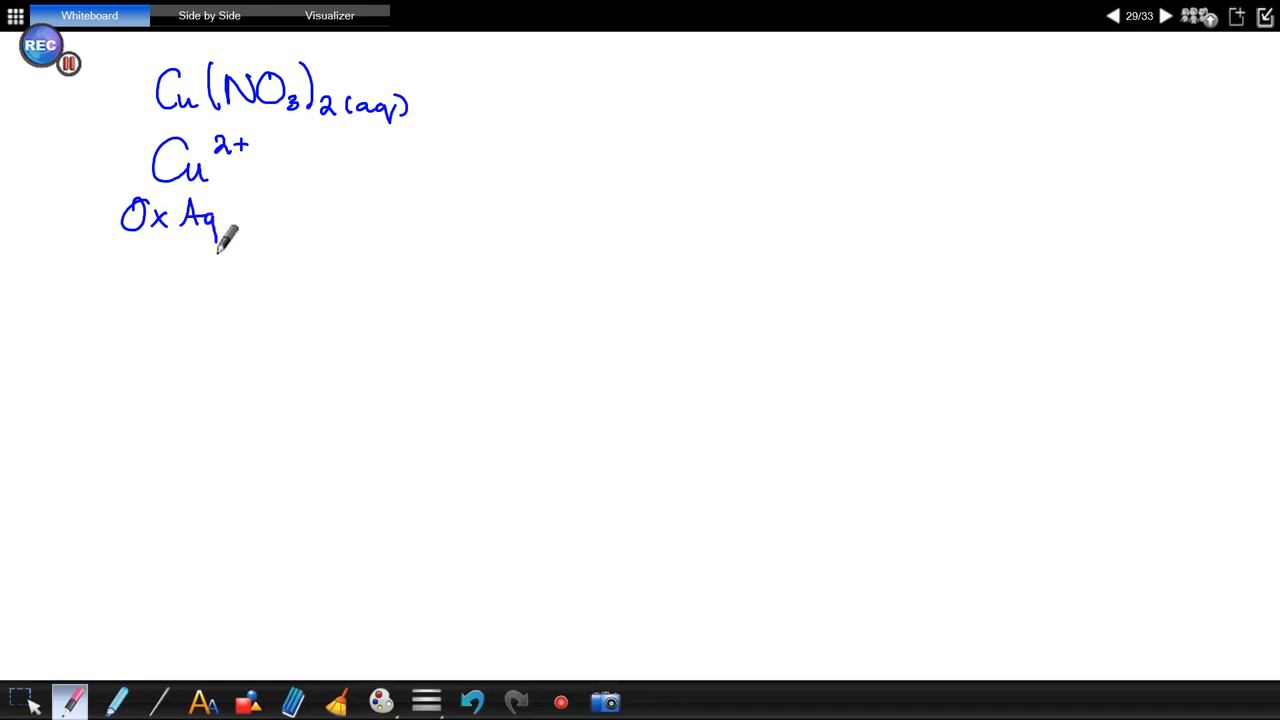 Whiteboard Side by Side Visualizer 29/33
REC
Cu(NO₃)₂(aq)
Cu²⁺
Ox Aq